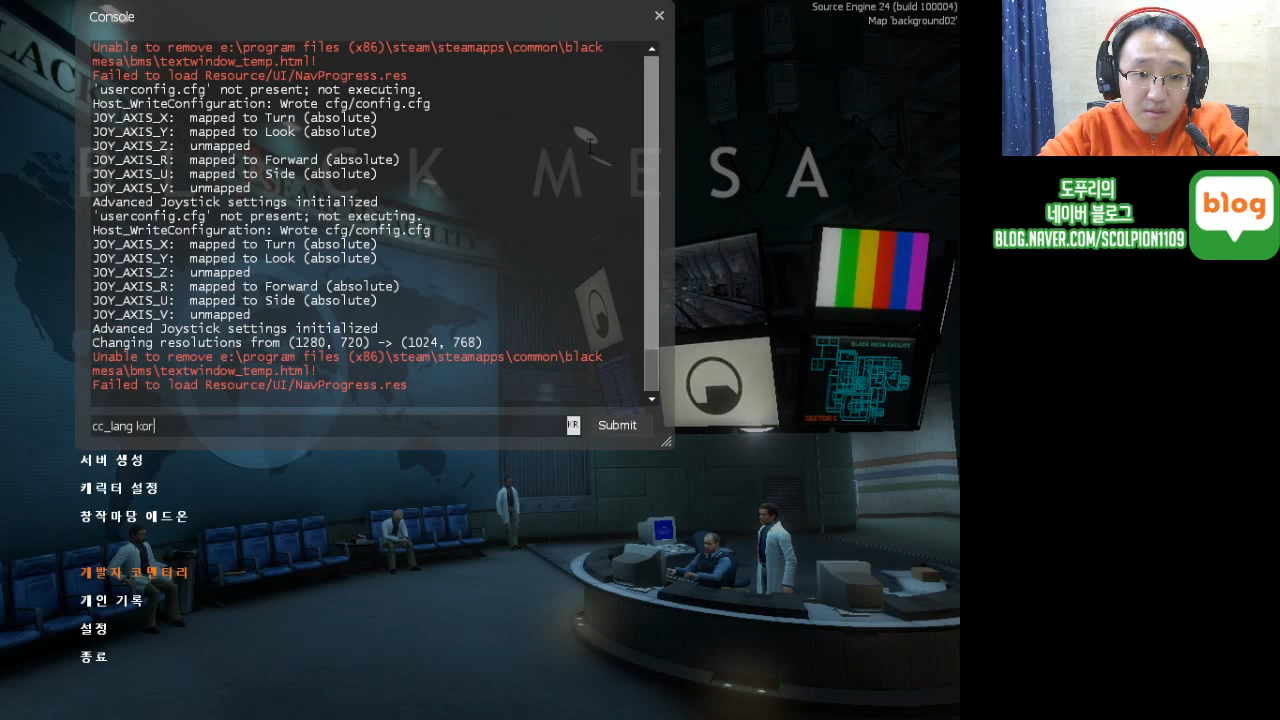 Console
Source Engine 24 (build 100004)
Map 'background02'
Unable to remove e:\program files (x86)\steam\steamapps\common\black
mesa\bms\textwindow_temp.html!
Failed to load Resource/UI/NavProgress.res
'userconfig.cfg' not present; not executing.
Host_WriteConfiguration: Wrote cfg/config.cfg
JOY_AXIS_X:  mapped to Turn (absolute)
JOY_AXIS_Y:  mapped to Look (absolute)
JOY_AXIS_Z:  unmapped
JOY_AXIS_R:  mapped to Forward (absolute)
JOY_AXIS_U:  mapped to Side (absolute)
JOY_AXIS_V:  unmapped
Advanced Joystick settings initialized
'userconfig.cfg' not present; not executing.
Host_WriteConfiguration: Wrote cfg/config.cfg
JOY_AXIS_X:  mapped to Turn (absolute)
JOY_AXIS_Y:  mapped to Look (absolute)
JOY_AXIS_Z:  unmapped
JOY_AXIS_R:  mapped to Forward (absolute)
JOY_AXIS_U:  mapped to Side (absolute)
JOY_AXIS_V:  unmapped
Advanced Joystick settings initialized
Changing resolutions from (1280, 720) -> (1024, 768)
Unable to remove e:\program files (x86)\steam\steamapps\common\black
mesa\bms\textwindow_temp.html!
Failed to load Resource/UI/NavProgress.res
cc_lang kor
KR
Submit
MESA
BLACK MESA FACILITY
SECTOR C
서버 생성
캐릭터 설정
창작마당 애드온
개발자 코멘터리
개인 기록
설정
종료
도푸리의
네이버 블로그
BLOG.NAVER.COM/SCOLPION1109
blog